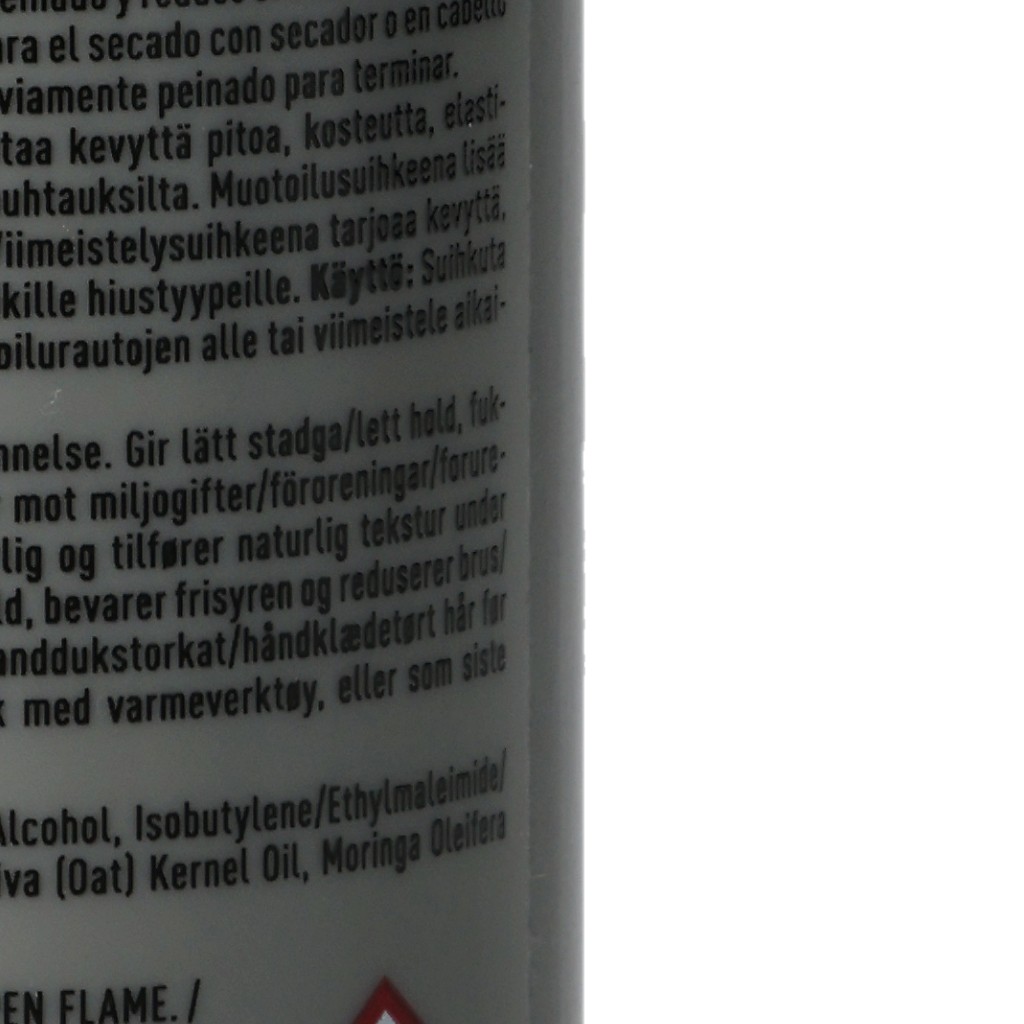 ra el secado con secador o en cabello
viamente peinado para terminar.
taa kevyttä pitoa, kosteutta, elasti-
uhtauksilta. Muotoilusuihkeena lisää
Viimeistelysuihkeena tarjoaa kevyttä,
kille hiustyypeille. Käyttö: Suihkuta
oilurautojen alle tai viimeistele aikai-
nnelse. Gir lätt stadga/lett hold, fuk-
mot miljogifter/föroreningar/forure-
lig og tilfører naturlig tekstur under
ld, bevarer frisyren og reduserer brus/
anddukstorkat/håndklædetørt hår før
k med varmeverktøy, eller som siste
Alcohol, Isobutylene/Ethylmaleimide/
iva (Oat) Kernel Oil, Moringa Oleifera
EN FLAME. /